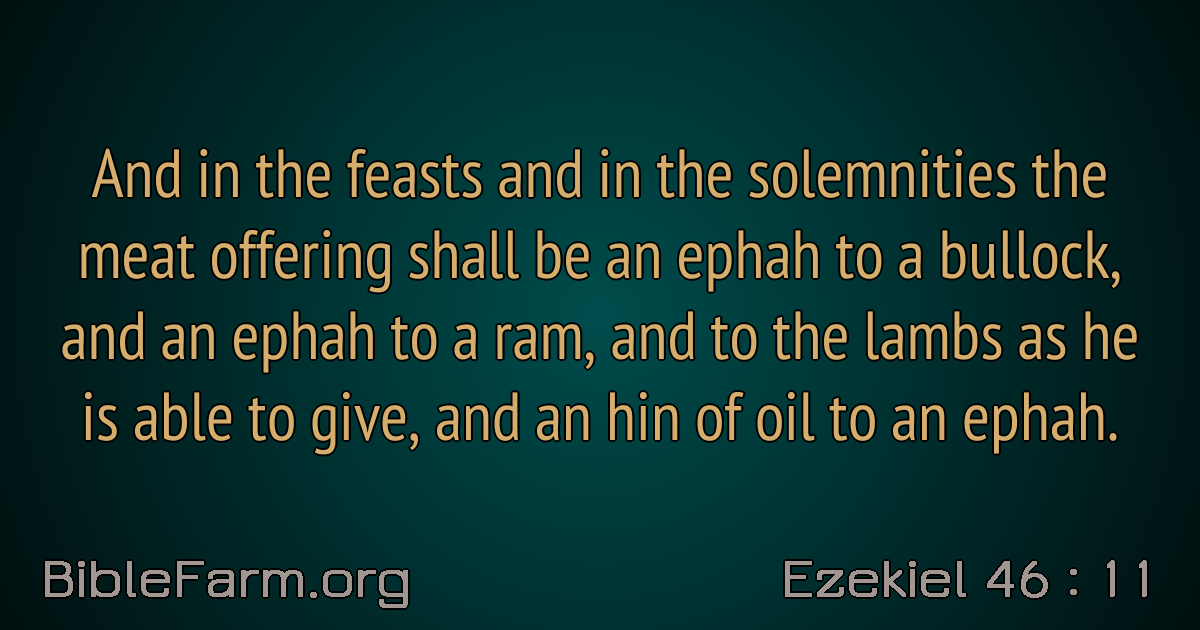 And in the feasts and in the solemnities the
meat offering shall be an ephah to a bullock,
and an ephah to a ram, and to the lambs as he
is able to give, and an hin of oil to an ephah.
BibleFarm.org
Ezekiel 46 : 11